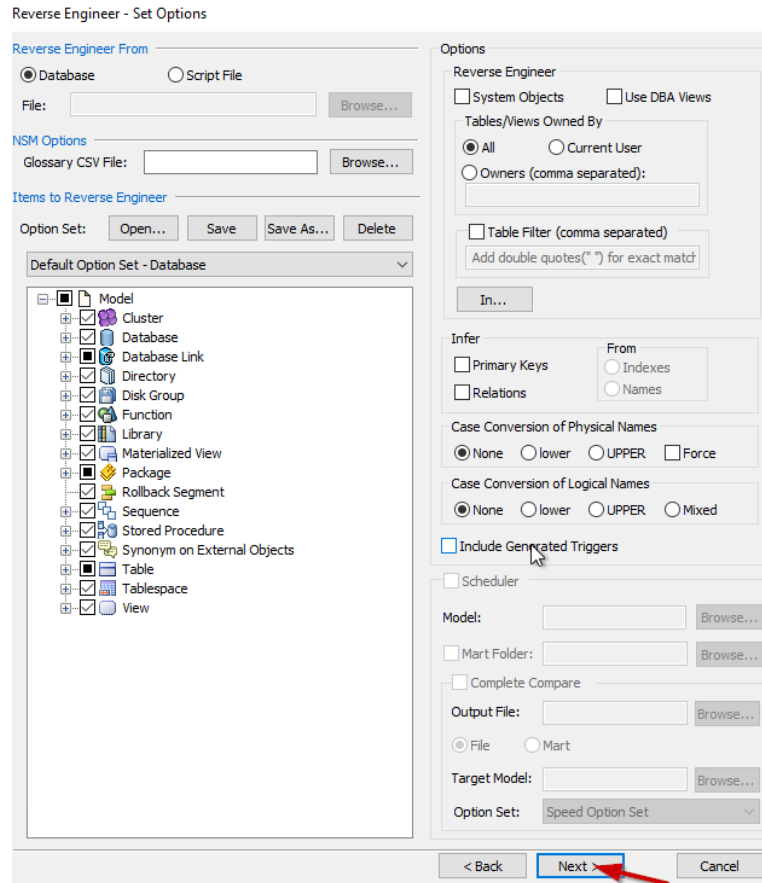 Reverse Engineer - Set Options
Reverse Engineer From
Database Script File
File: Browse...
NSM Options
Glossary CSV File: Browse...
Items to Reverse Engineer
Option Set: Open... Save Save As... Delete
Default Option Set - Database
Model
Cluster
Database
Database Link
Directory
Disk Group
Function
Library
Materialized View
Package
Rollback Segment
Sequence
Stored Procedure
Synonym on External Objects
Table
Tablespace
View
Options
Reverse Engineer
System Objects Use DBA Views
Tables/Views Owned By
All Current User
Owners (comma separated):
Table Filter (comma separated)
Add double quotes(" ") for exact match
In...
Infer
From
Primary Keys Indexes
Relations Names
Case Conversion of Physical Names
None lower UPPER Force
Case Conversion of Logical Names
None lower UPPER Mixed
Include Generated Triggers
Scheduler
Model: Browse...
Mart Folder: Browse...
Complete Compare
Output File: Browse...
File Mart
Target Model: Browse...
Option Set: Speed Option Set
< Back Next > Cancel